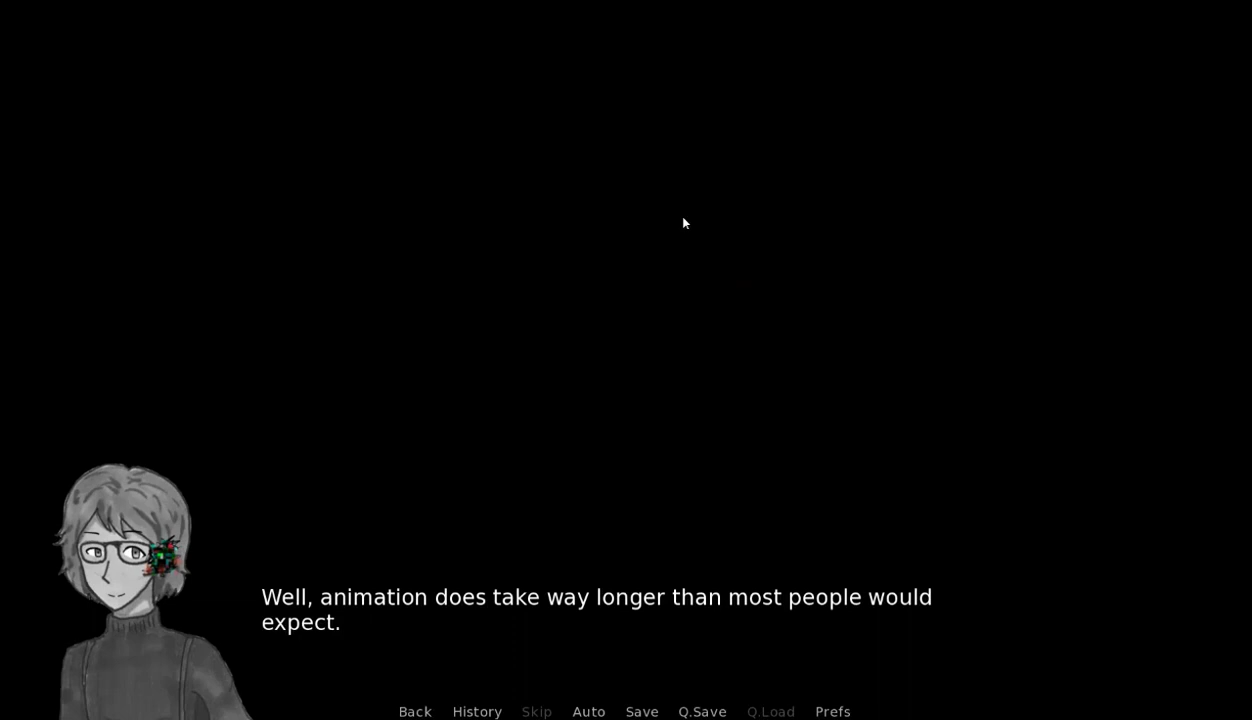 Well, animation does take way longer than most people would
expect.
Back History Skip Auto Save Q.Save Q.Load Prefs